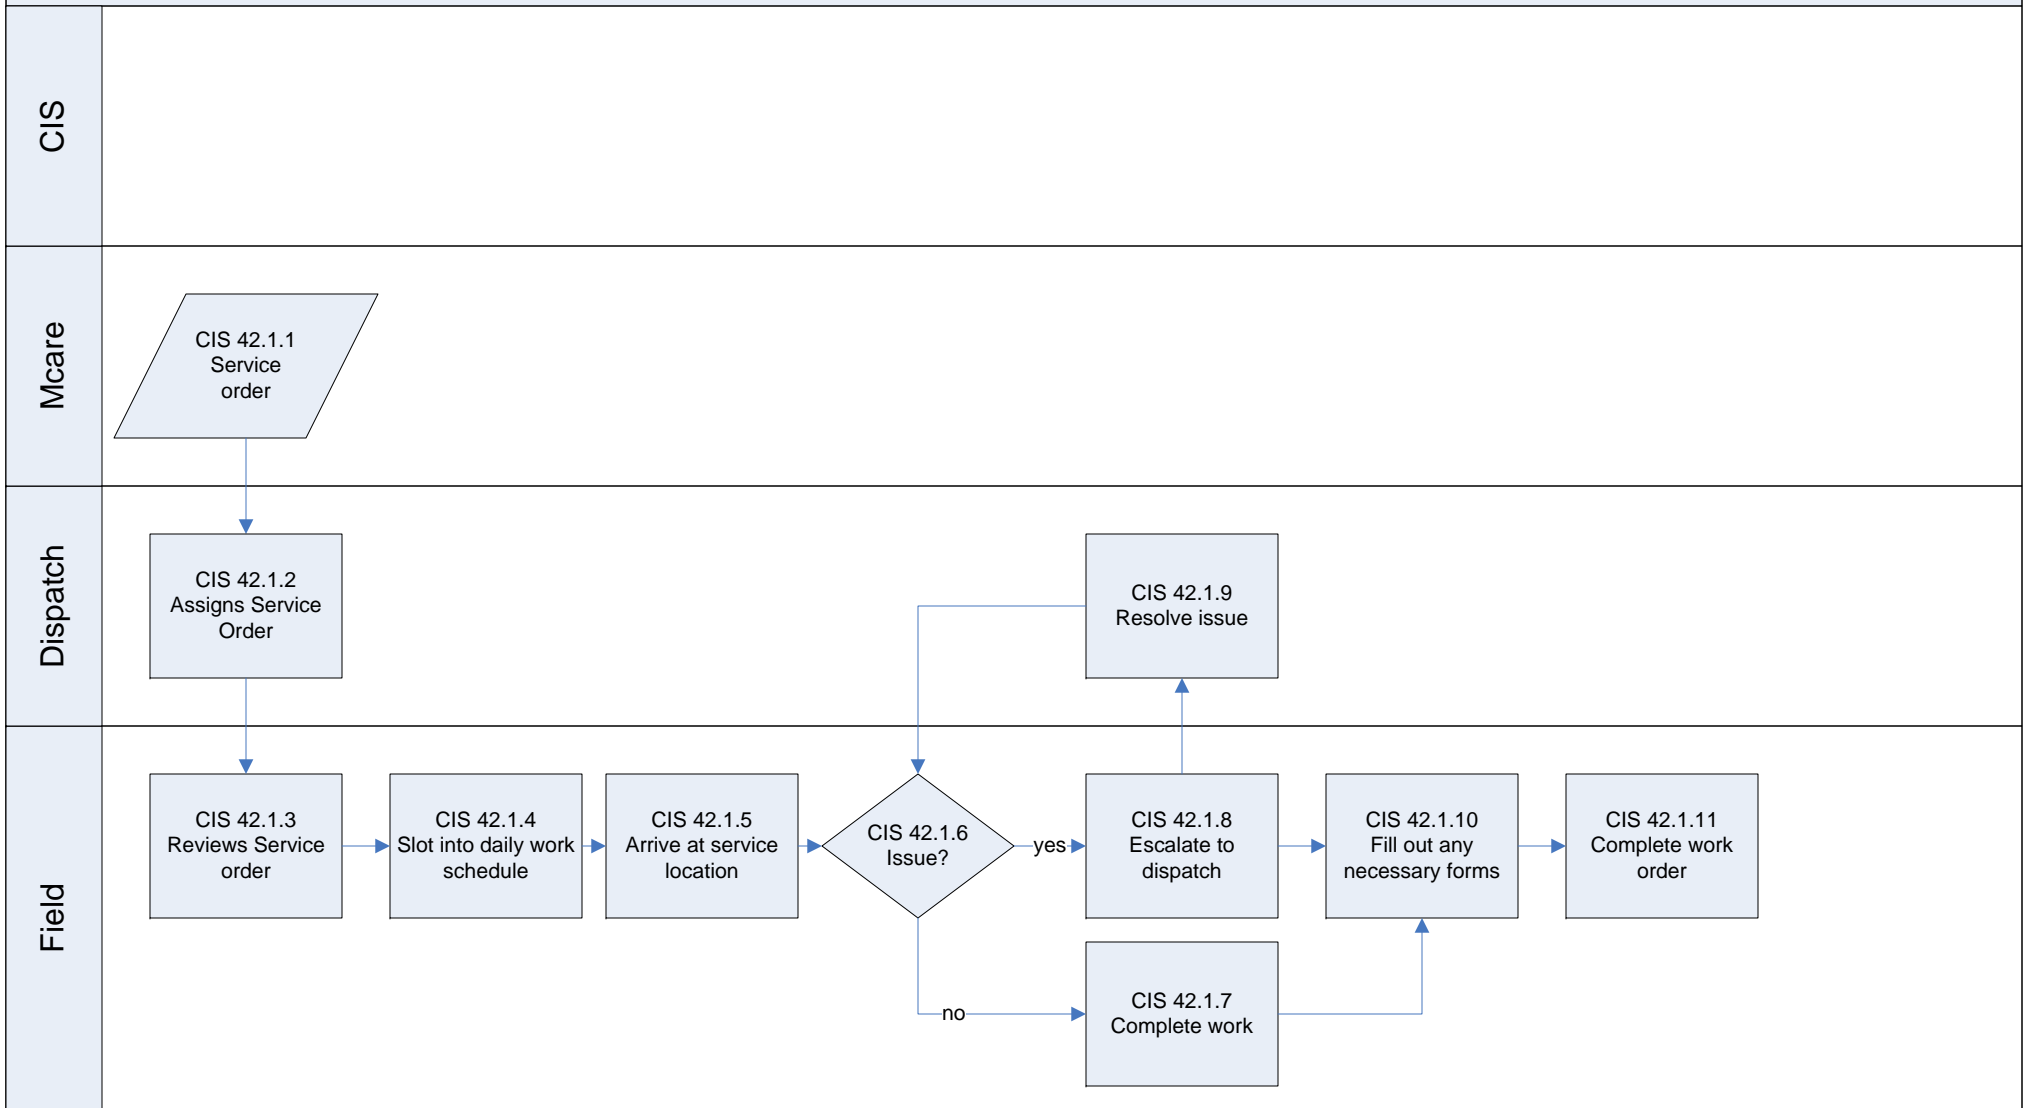 CIS
Mcare
CIS 42.1.1
Service
order
Dispatch
CIS 42.1.2
Assigns Service
Order
CIS 42.1.9
Resolve issue
Field
CIS 42.1.3
Reviews Service
order
CIS 42.1.4
Slot into daily work
schedule
CIS 42.1.5
Arrive at service
location
CIS 42.1.6
Issue?
yes
CIS 42.1.8
Escalate to
dispatch
CIS 42.1.10
Fill out any
necessary forms
CIS 42.1.11
Complete work
order
no
CIS 42.1.7
Complete work